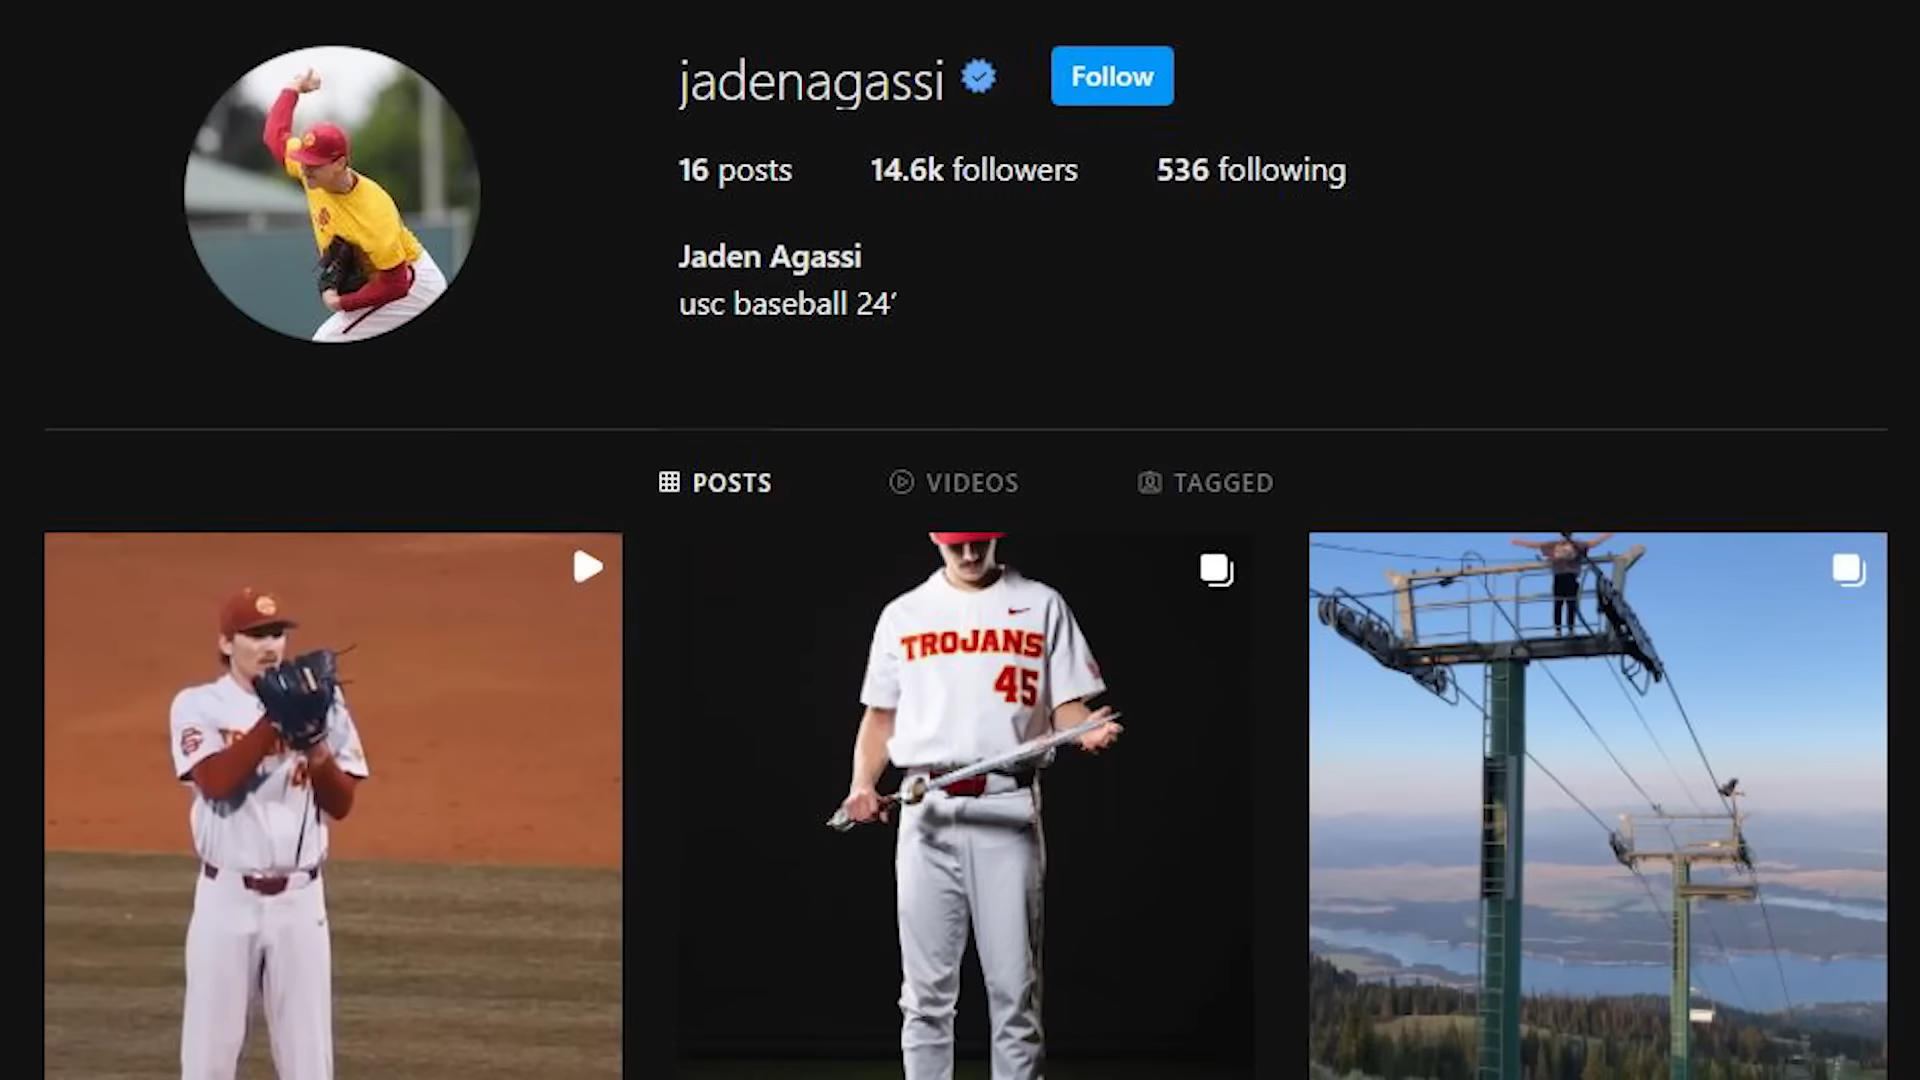 jadenagassi
Follow
16 posts 14.6k followers 536 following
Jaden Agassi
usc baseball 24′
POSTS VIDEOS TAGGED
TROJANS
45